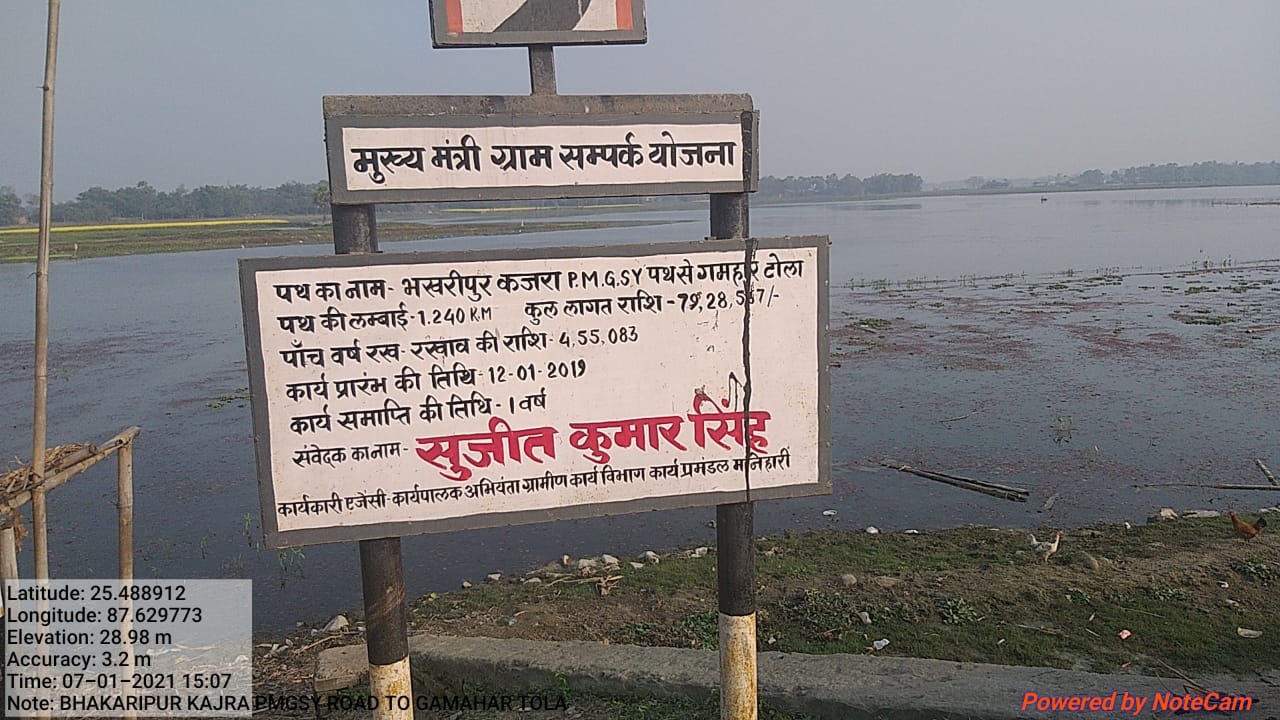 मुख्य मंत्री ग्राम सम्पर्क योजना
पथ का नाम- भखरीपुर कजरा P.M.G.SY पथ से गमहार टोला
पथ की लम्बाई-1.240 KM कुल लागत राशि -79,28,567/-
पाँच वर्ष रख-रखाव की राशि- 4,55,083
कार्य प्रारंभ की तिथि-12-01-2019
कार्य समाप्ति की तिथि-1 वर्ष
संवेदक का नाम- सुजीत कुमार सिंह
कार्यकारी एजेंसी-कार्यपालक अभियंता ग्रामीण कार्य विभाग कार्य प्रमंडल मनिहारी
Latitude: 25.488912
Longitude: 87.629773
Elevation: 28.98 m
Accuracy: 3.2 m
Time: 07-01-2021 15:07
Note: BHAKARIPUR KAJRA PMGSY ROAD TO GAMAHAR TOLA
Powered by NoteCam